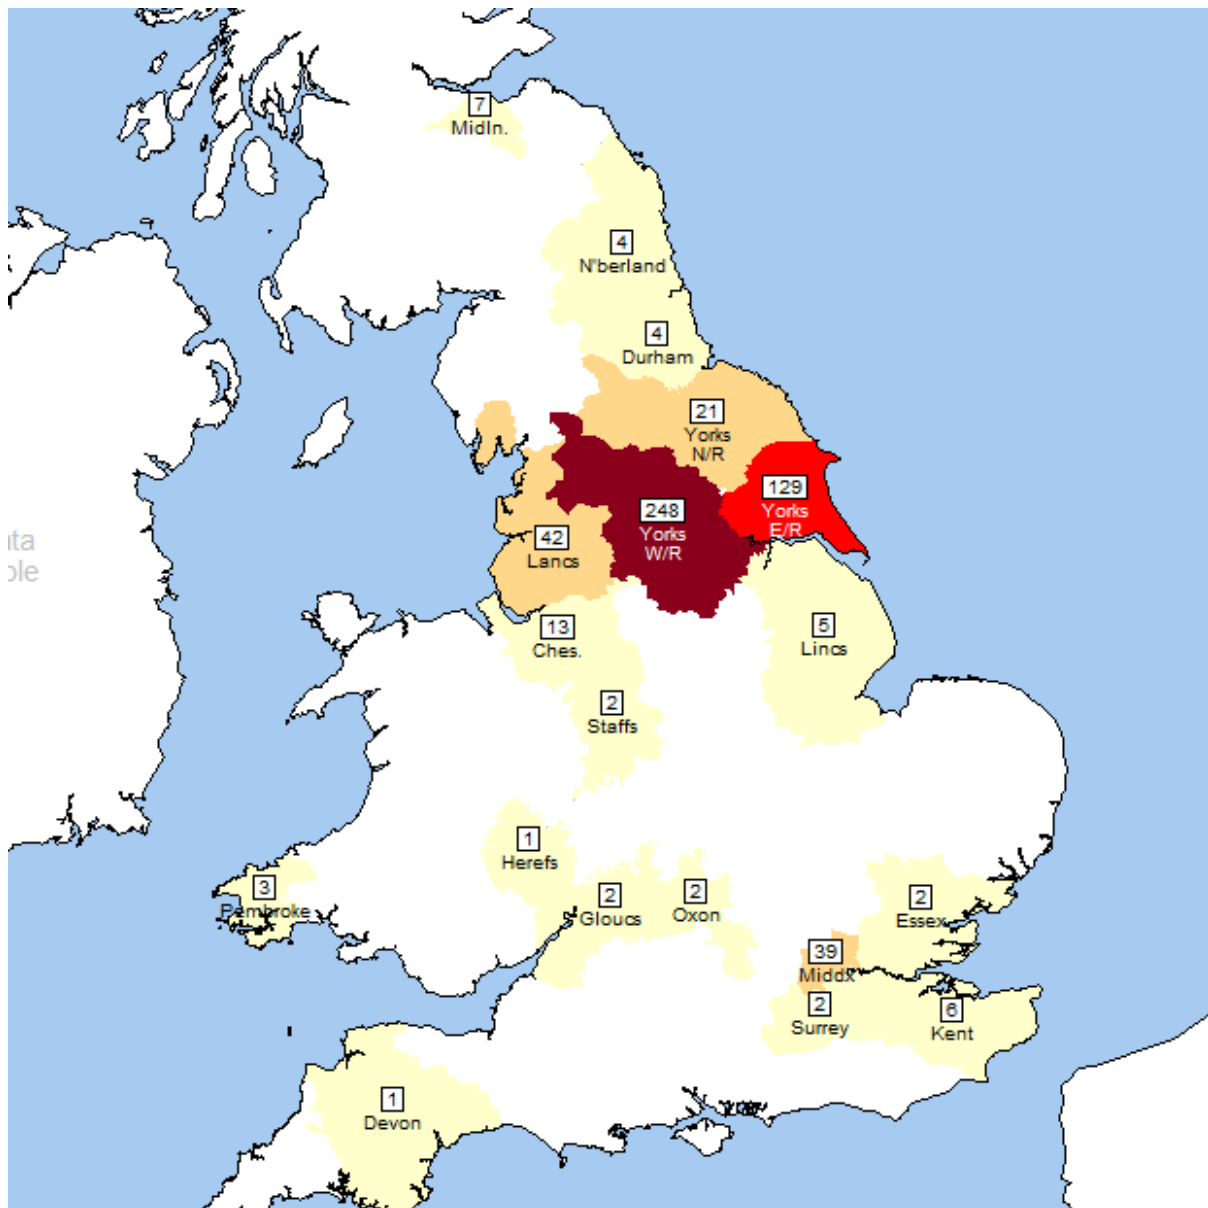 7
Midln.
4
N'berland
4
Durham
21
Yorks
N/R
129
Yorks
E/R
248
Yorks
W/R
42
Lancs
13
Ches.
5
Lincs
2
Staffs
1
Herefs
3
Pembroke
2
Gloucs
2
Oxon
2
Essex
39
Middx
2
Surrey
6
Kent
1
Devon